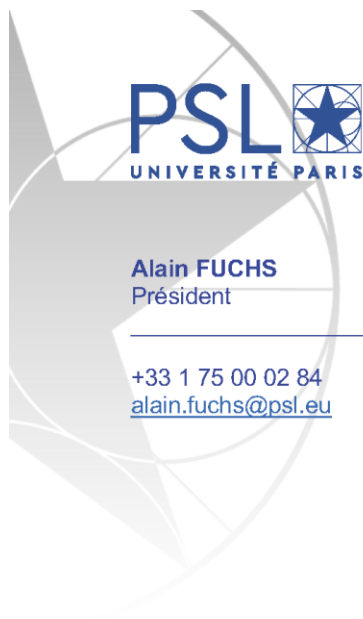 PSL
UNIVERSITÉ PARIS
Alain FUCHS
Président
+33 1 75 00 02 84
alain.fuchs@psl.eu